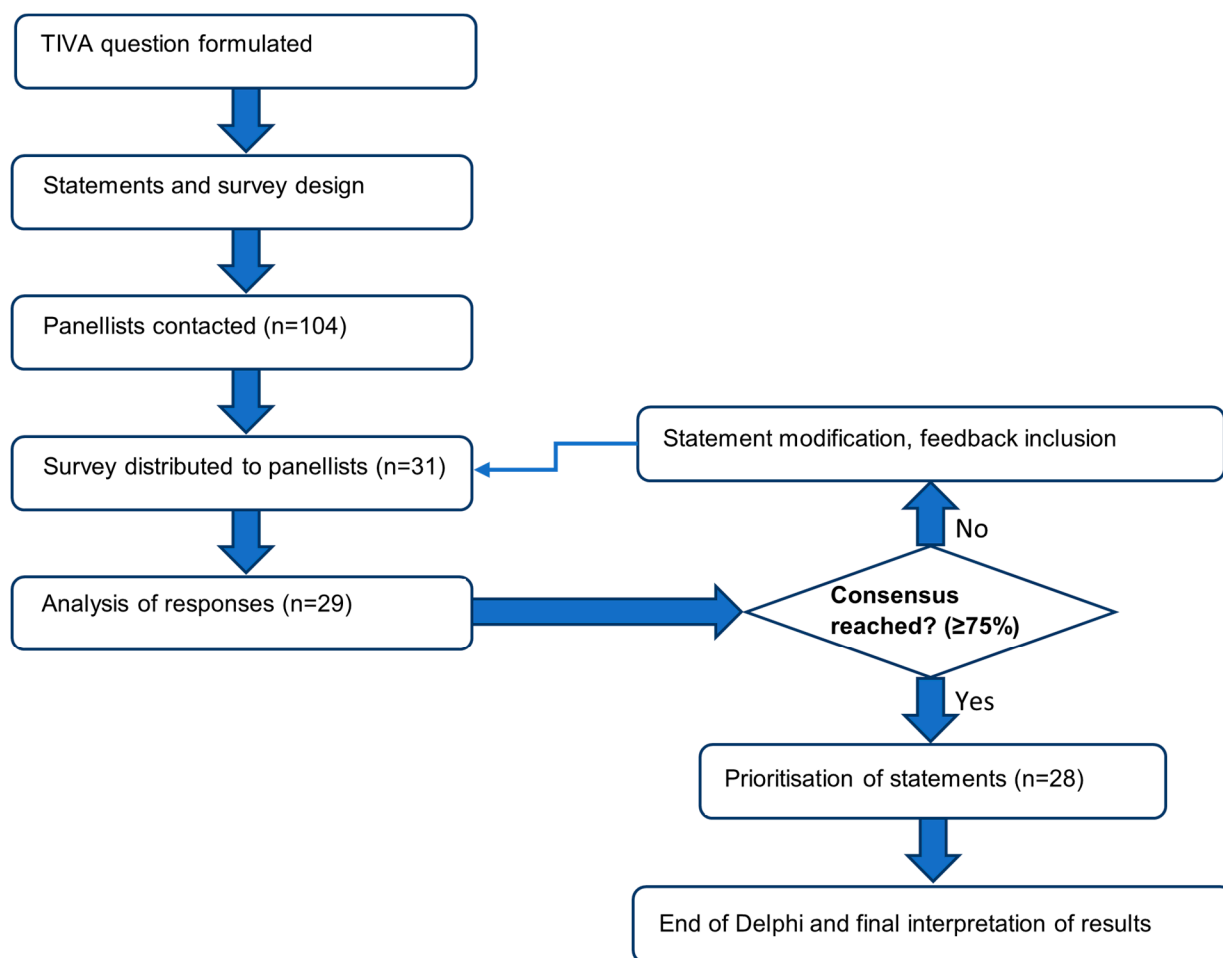 TIVA question formulated
Statements and survey design
Panellists contacted (n=104)
Survey distributed to panellists (n=31)
Analysis of responses (n=29)
Statement modification, feedback inclusion
No
Consensus
reached? (≥75%)
Yes
Prioritisation of statements (n=28)
End of Delphi and final interpretation of results